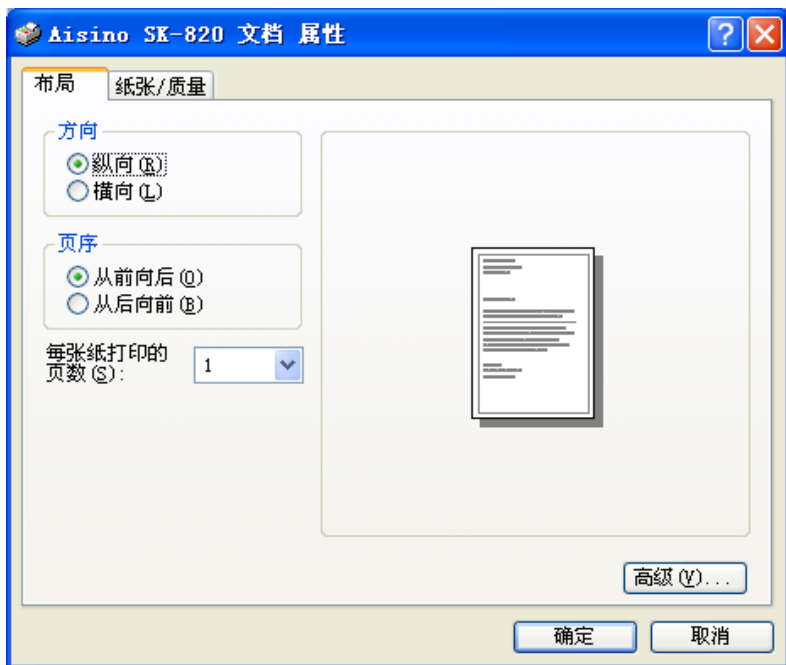 Aisino SK-820 文档 属性
布局
纸张/质量
方向
纵向(R)
横向(L)
页序
从前向后(O)
从后向前(B)
每张纸打印的
页数(S):
1
高级(V)...
确定
取消